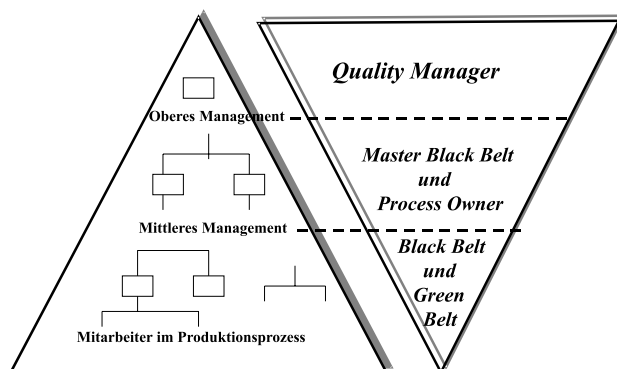 Quality Manager
Oberes Management
Master Black Belt
und
Process Owner
Mittleres Management
Black Belt
und
Green
Belt
Mitarbeiter im Produktionsprozess